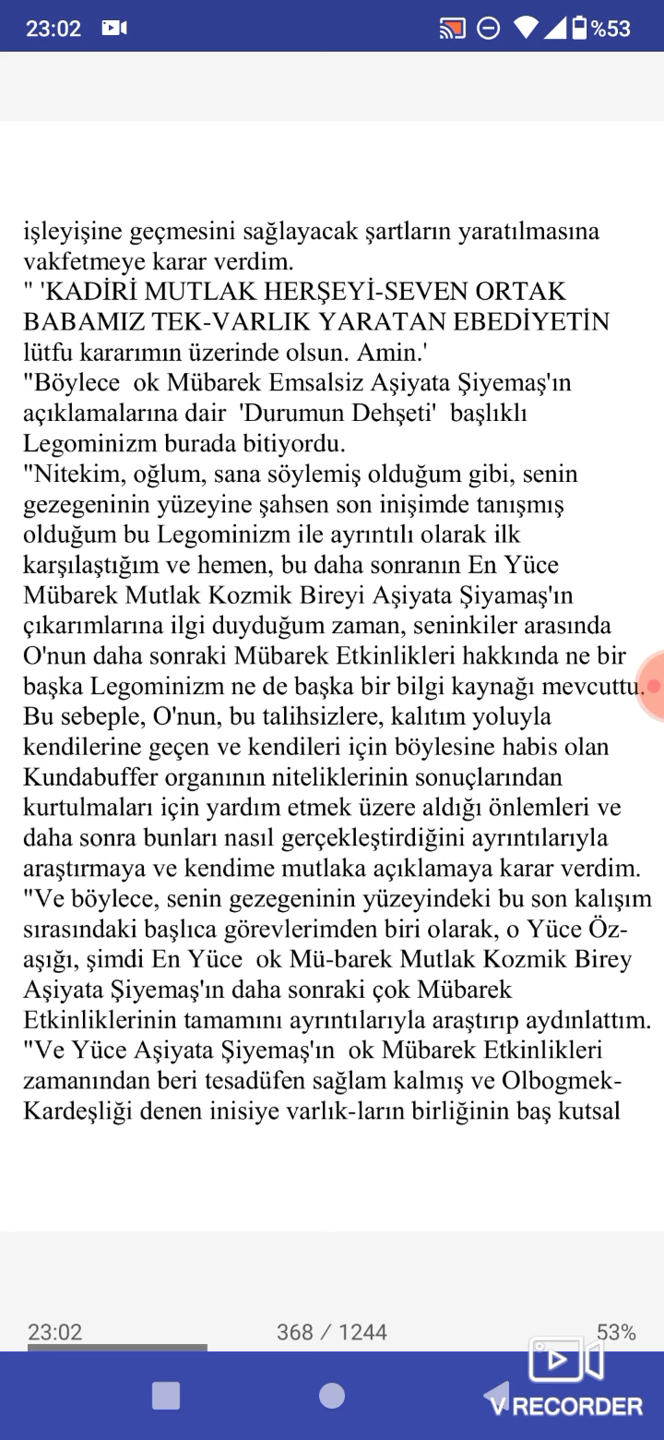 23:02
%53
işleyişine geçmesini sağlayacak şartların yaratılmasına
vakfetmeye karar verdim.
" 'KADİRİ MUTLAK HERŞEYİ-SEVEN ORTAK
BABAMIZ TEK-VARLIK YARATAN EBEDİYETİN
lütfu kararımın üzerinde olsun. Amin.'
"Böylece  ok Mübarek Emsalsiz Aşiyata Şiyemaş'ın
açıklamalarına dair  'Durumun Dehşeti'  başlıklı
Legominizm burada bitiyordu.
"Nitekim, oğlum, sana söylemiş olduğum gibi, senin
gezegeninin yüzeyine şahsen son inişimde tanışmış
olduğum bu Legominizm ile ayrıntılı olarak ilk
karşılaştığım ve hemen, bu daha sonranın En Yüce
Mübarek Mutlak Kozmik Bireyi Aşiyata Şiyamaş'ın
çıkarımlarına ilgi duyduğum zaman, seninkiler arasında
O'nun daha sonraki Mübarek Etkinlikleri hakkında ne bir
başka Legominizm ne de başka bir bilgi kaynağı mevcuttu.
Bu sebeple, O'nun, bu talihsizlere, kalıtım yoluyla
kendilerine geçen ve kendileri için böylesine habis olan
Kundabuffer organının niteliklerinin sonuçlarından
kurtulmaları için yardım etmek üzere aldığı önlemleri ve
daha sonra bunları nasıl gerçekleştirdiğini ayrıntılarıyla
araştırmaya ve kendime mutlaka açıklamaya karar verdim.
"Ve böylece, senin gezegeninin yüzeyindeki bu son kalışım
sırasındaki başlıca görevlerimden biri olarak, o Yüce Öz-
aşığı, şimdi En Yüce  ok Mü-barek Mutlak Kozmik Birey
Aşiyata Şiyemaş'ın daha sonraki çok Mübarek
Etkinliklerinin tamamını ayrıntılarıyla araştırıp aydınlattım.
"Ve Yüce Aşiyata Şiyemaş'ın  ok Mübarek Etkinlikleri
zamanından beri tesadüfen sağlam kalmış ve Olbogmek-
Kardeşliği denen inisiye varlık-ların birliğinin baş kutsal
23:02
368 / 1244
53%
V RECORDER